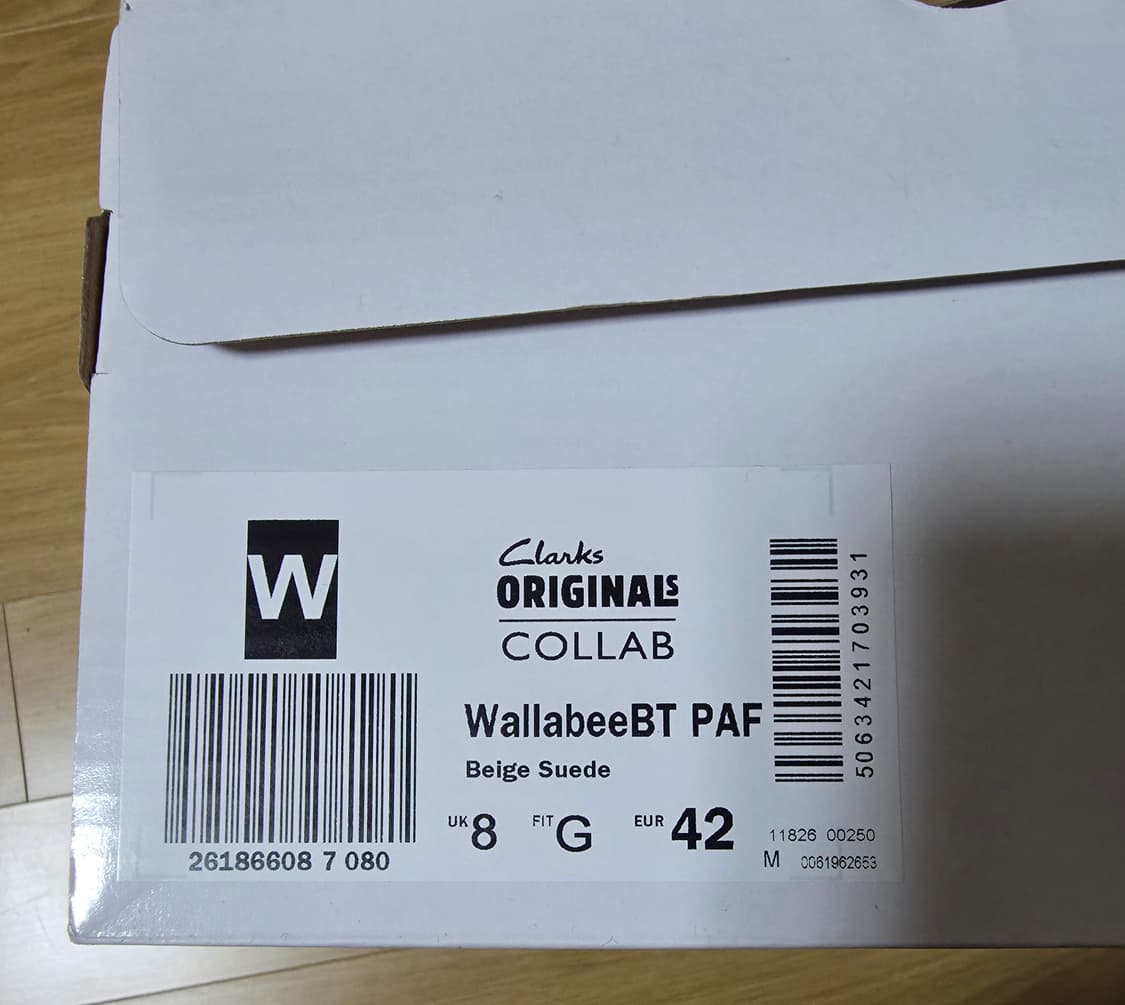 W
26186608 7 080
Clarks
ORIGINALS
COLLAB
WallabeeBT PAF
Beige Suede
UK 8 FIT G EUR 42
5063421703931
11826 00250
M 0061962653